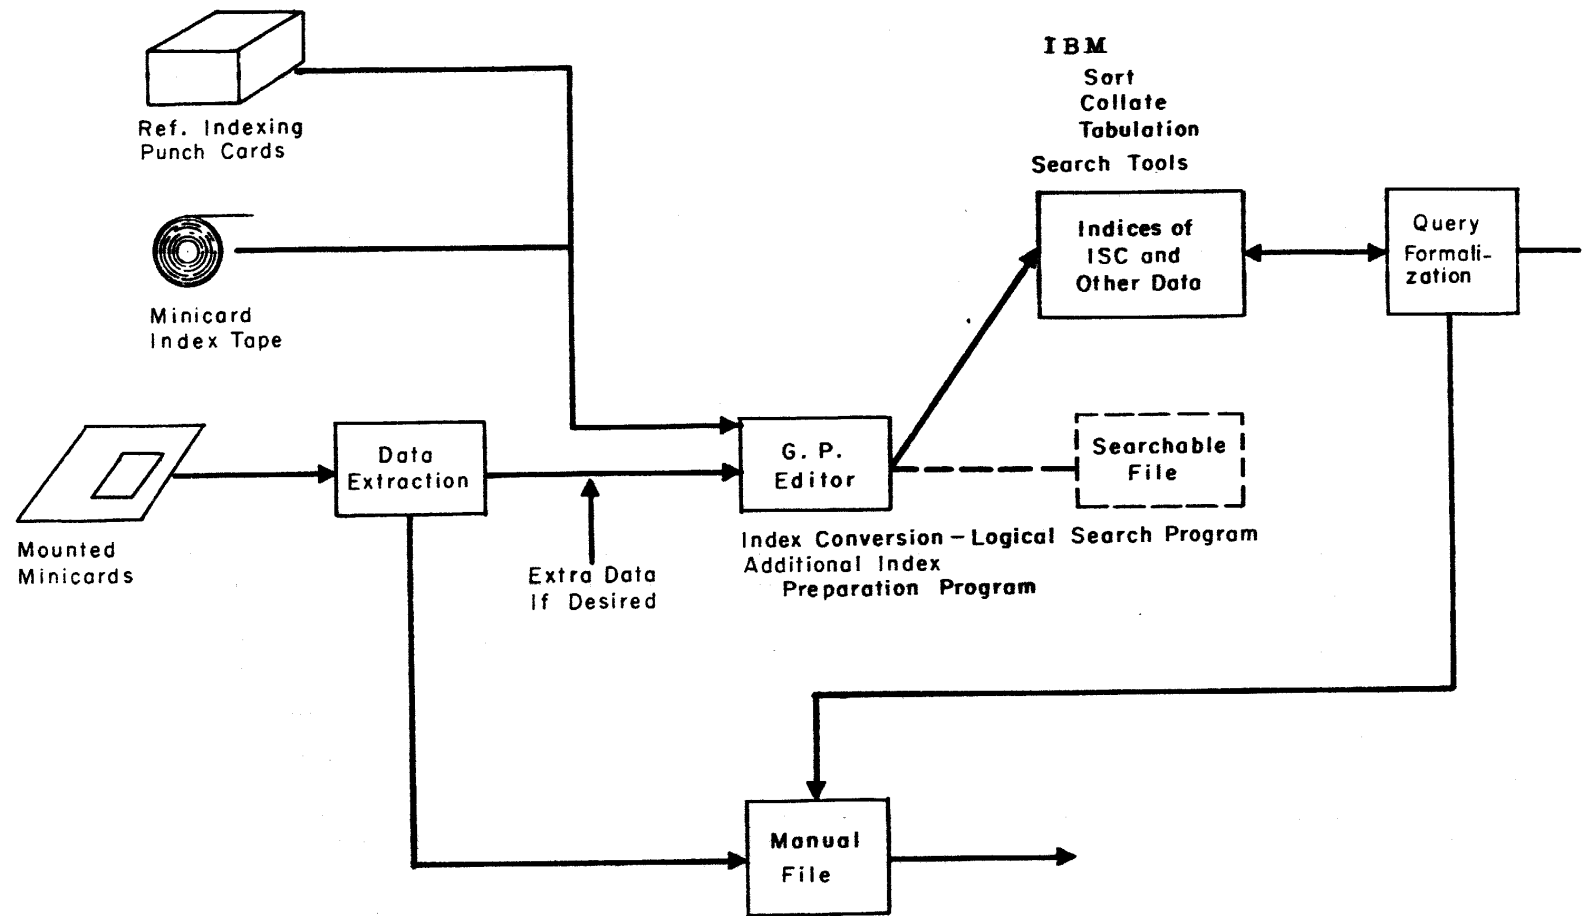 Ref. Indexing
Punch Cards
Minicard
Index Tape
Mounted
Minicards
Data
Extraction
Extra Data
If Desired
G. P.
Editor
Index Conversion – Logical Search Program
Additional Index
Preparation Program
IBM
Sort
Collate
Tabulation
Search Tools
Indices of
ISC and
Other Data
Searchable
File
Query
Formali-
zation
Manual
File